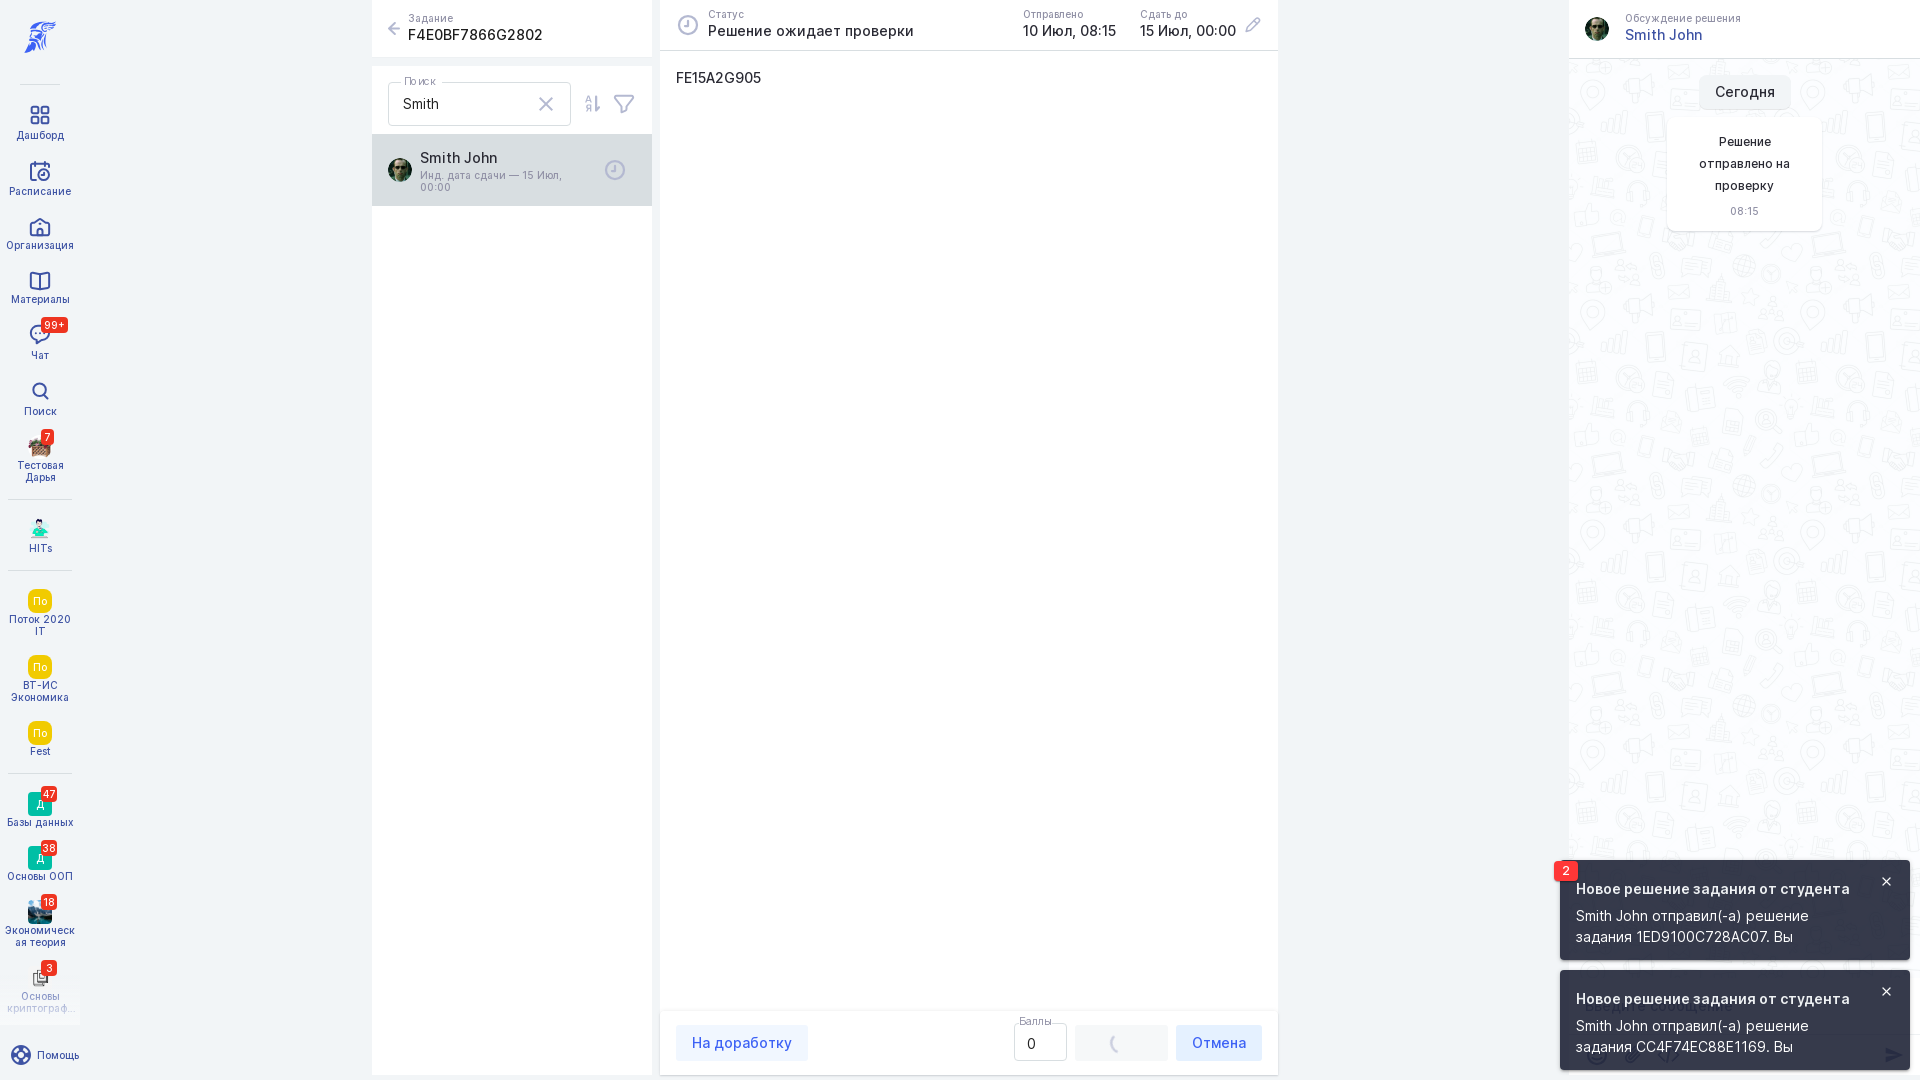 Дашборд
Расписание
Организация
Материалы
99+
Чат
Поиск
7
Тестовая
Дарья
HITs
По
Поток 2020
IT
По
ВТ-ИС
Экономика
По
Fest
47
Д
Базы данных
38
Д
Основы ООП
18
Экономическ
ая теория
3
Основы
криптограф...
Помощь
Задание
F4E0BF7866G2802
Поиск
Smith
АЯ
Smith John
Инд. дата сдачи — 15 Июл,
00:00
Статус
Решение ожидает проверки
Отправлено
10 Июл, 08:15
Сдать до
15 Июл, 00:00
FE15A2G905
На доработку
Баллы
0
Отмена
Обсуждение решения
Smith John
Сегодня
Решение
отправлено на
проверку
08:15
2
Новое решение задания от студента
Smith John отправил(-а) решение
задания 1ED9100C728AC07. Вы
Новое решение задания от студента
Smith John отправил(-а) решение
задания CC4F74EC88E1169. Вы